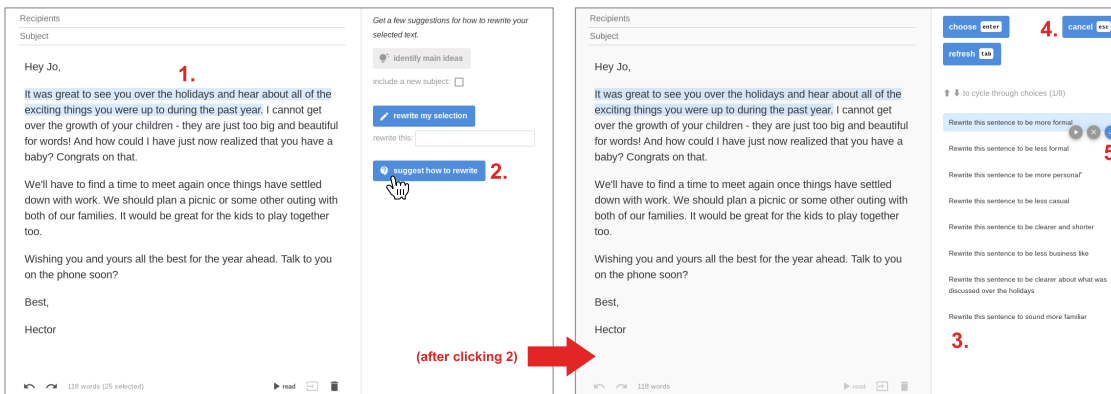 Recipients
Subject
Hey Jo,
1.
It was great to see you over the holidays and hear about all of the
exciting things you were up to during the past year. I cannot get
over the growth of your children - they are just too big and beautiful
for words! And how could I have just now realized that you have a
baby? Congrats on that.
We'll have to find a time to meet again once things have settled
down with work. We should plan a picnic or some other outing with
both of our families. It would be great for the kids to play together
too.
Wishing you and yours all the best for the year ahead. Talk to you
on the phone soon?
Best,
Hector
118 words (25 selected)
read
Get a few suggestions for how to rewrite your
selected text.
identify main ideas
include a new subject:
rewrite my selection
rewrite this:
suggest how to rewrite
2.
(after clicking 2)
Recipients
Subject
Hey Jo,
It was great to see you over the holidays and hear about all of the
exciting things you were up to during the past year. I cannot get
over the growth of your children - they are just too big and beautiful
for words! And how could I have just now realized that you have a
baby? Congrats on that.
We'll have to find a time to meet again once things have settled
down with work. We should plan a picnic or some other outing with
both of our families. It would be great for the kids to play together
too.
Wishing you and yours all the best for the year ahead. Talk to you
on the phone soon?
Best,
Hector
118 words
read
choose enter
4.
cancel esc
refresh tab
to cycle through choices (1/8)
Rewrite this sentence to be more formal
Rewrite this sentence to be less formal
5
Rewrite this sentence to be more personal"
Rewrite this sentence to be less casual
Rewrite this sentence to be clearer and shorter
Rewrite this sentence to be less business like
Rewrite this sentence to be clearer about what was
discussed over the holidays
Rewrite this sentence to sound more familiar
3.